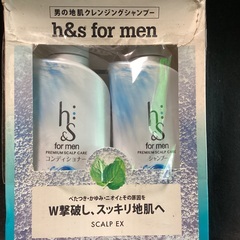 男の地肌クレンジングシャンプー
h&s for men
h&s
for men
PREMIUM SCALP CARE
コンディショナー
h&s
for men
PREMIUM SCALP CARE
シャンプー
べたつき・かゆみ・ニオイとその原因を
W撃破し、スッキリ地肌へ
SCALP EX